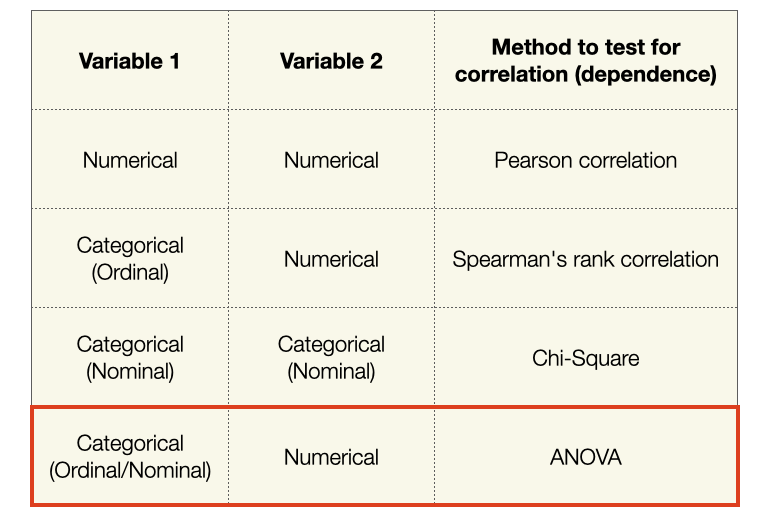 Variable 1
Variable 2
Method to test for
correlation (dependence)
Numerical
Numerical
Pearson correlation
Categorical
(Ordinal)
Numerical
Spearman's rank correlation
Categorical
(Nominal)
Categorical
(Nominal)
Chi-Square
Categorical
(Ordinal/Nominal)
Numerical
ANOVA